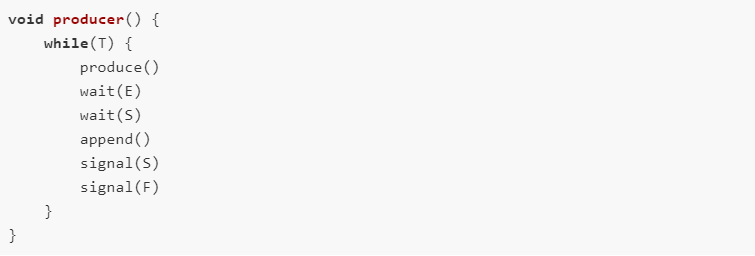 void producer() {
    while(T) {
        produce()
        wait(E)
        wait(S)
        append()
        signal(S)
        signal(F)
    }
}